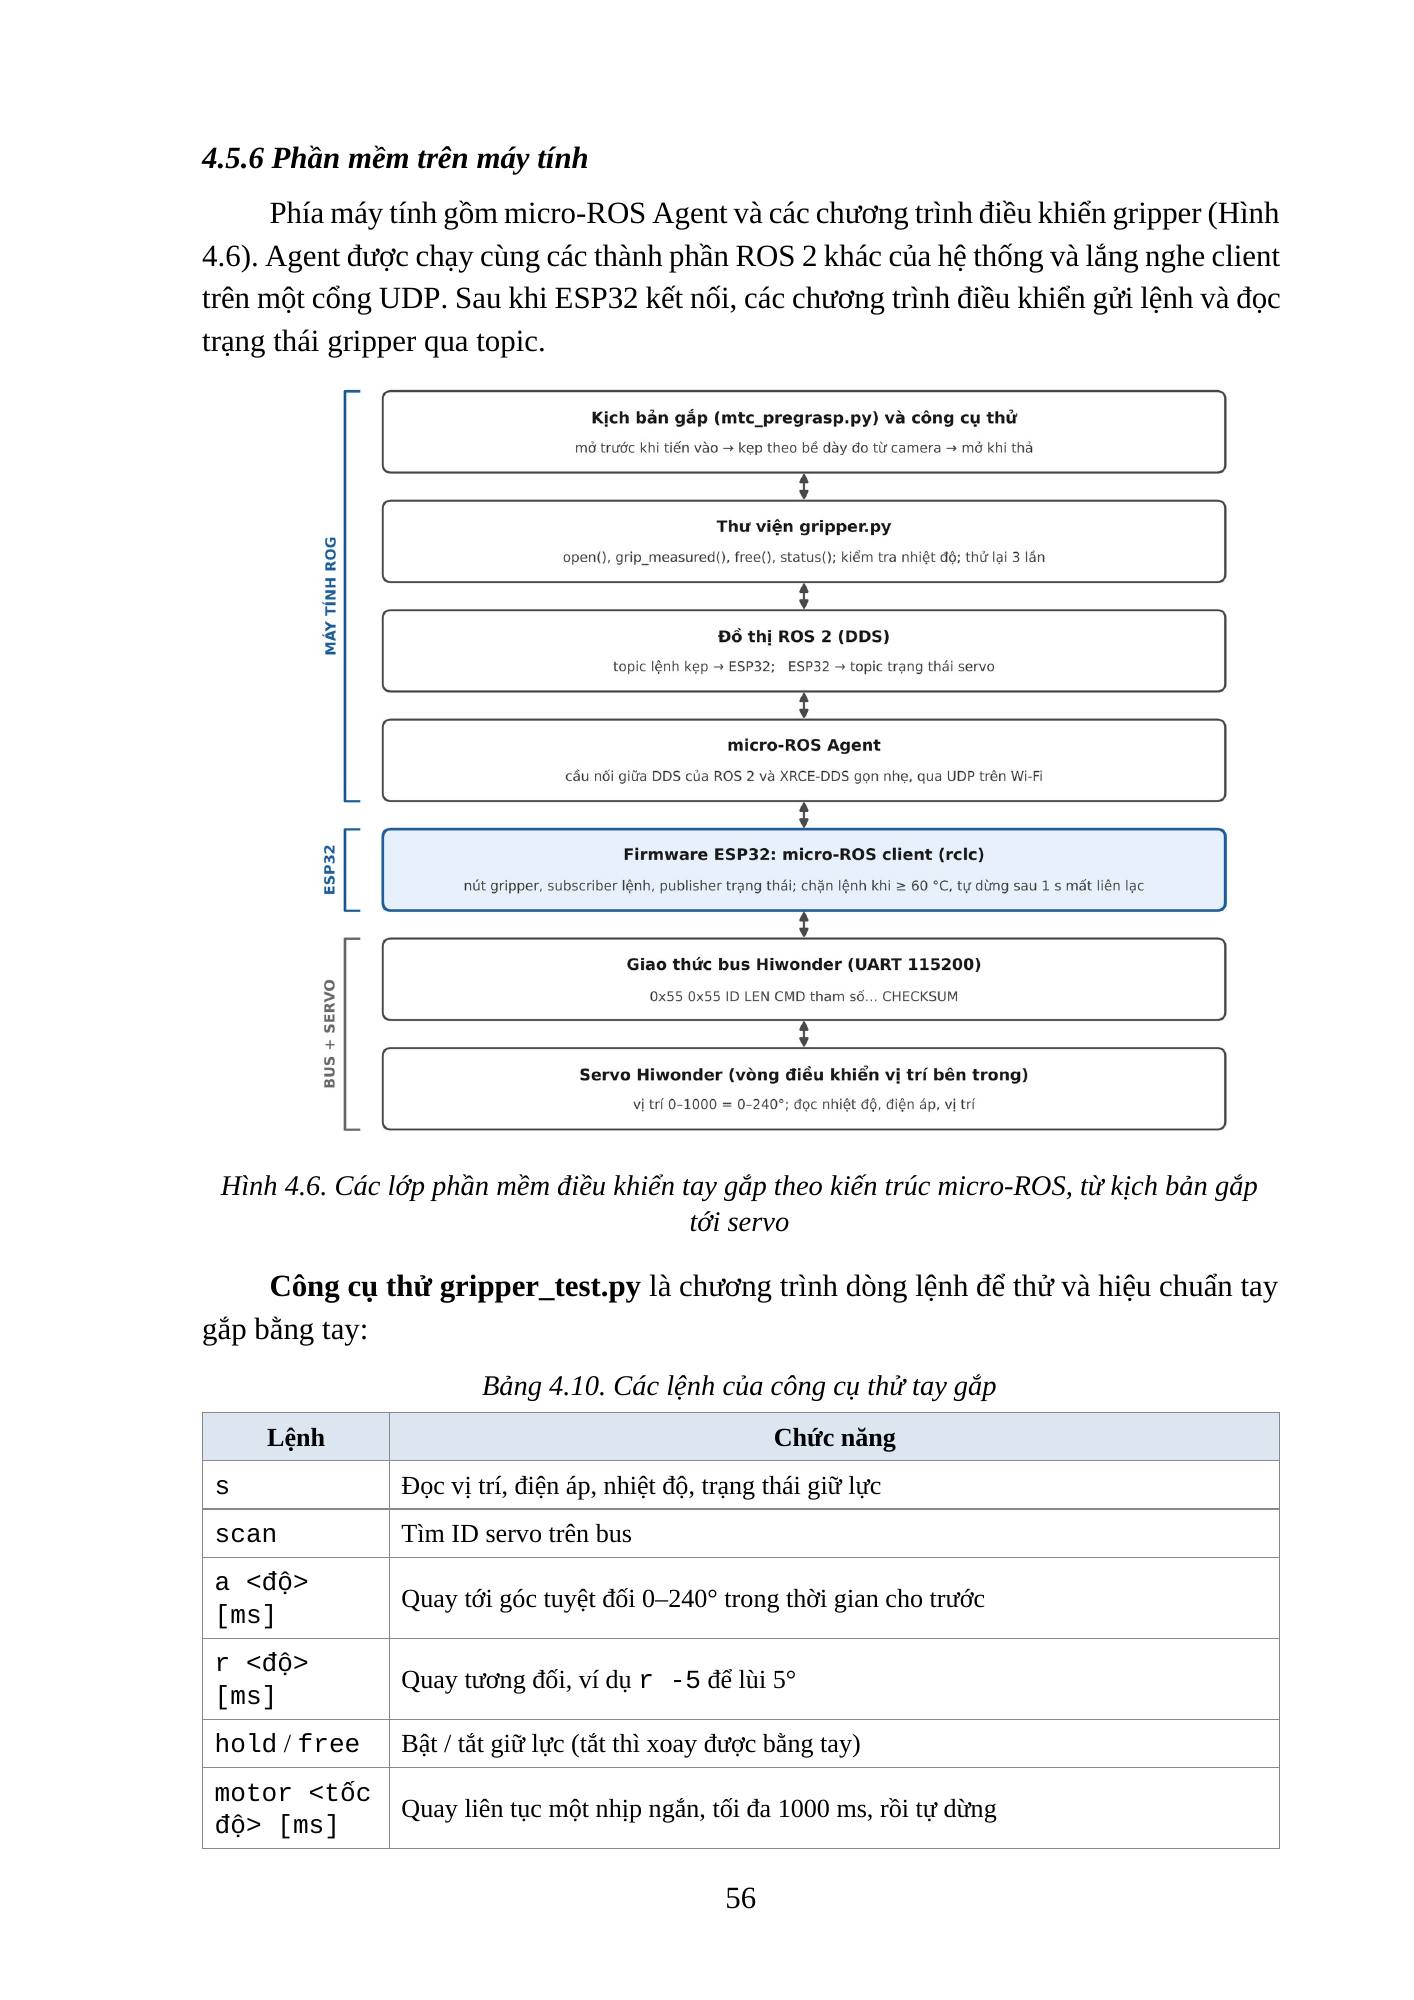 4.5.6 Phần mềm trên máy tính
Phía máy tính gồm micro-ROS Agent và các chương trình điều khiển gripper (Hình
4.6). Agent được chạy cùng các thành phần ROS 2 khác của hệ thống và lắng nghe client
trên một cổng UDP. Sau khi ESP32 kết nối, các chương trình điều khiển gửi lệnh và đọc
trạng thái gripper qua topic.
MÁY TÍNH ROG
Kịch bản gắp (mtc_pregrasp.py) và công cụ thử
mở trước khi tiến vào → kẹp theo bề dày đo từ camera → mở khi thả
Thư viện gripper.py
open(), grip_measured(), free(), status(); kiểm tra nhiệt độ; thử lại 3 lần
Đồ thị ROS 2 (DDS)
topic lệnh kẹp → ESP32; ESP32 → topic trạng thái servo
micro-ROS Agent
cầu nối giữa DDS của ROS 2 và XRCE-DDS gọn nhẹ, qua UDP trên Wi-Fi
ESP32
Firmware ESP32: micro-ROS client (rclc)
nút gripper, subscriber lệnh, publisher trạng thái; chặn lệnh khi ≥ 60 °C, tự dừng sau 1 s mất liên lạc
BUS + SERVO
Giao thức bus Hiwonder (UART 115200)
0x55 0x55 ID LEN CMD tham số... CHECKSUM
Servo Hiwonder (vòng điều khiển vị trí bên trong)
vị trí 0–1000 = 0–240°; đọc nhiệt độ, điện áp, vị trí
Hình 4.6. Các lớp phần mềm điều khiển tay gắp theo kiến trúc micro-ROS, từ kịch bản gắp
tới servo
Công cụ thử gripper_test.py là chương trình dòng lệnh để thử và hiệu chuẩn tay
gắp bằng tay:
Bảng 4.10. Các lệnh của công cụ thử tay gắp
Lệnh Chức năng
s Đọc vị trí, điện áp, nhiệt độ, trạng thái giữ lực
scan Tìm ID servo trên bus
a <độ>
[ms]
Quay tới góc tuyệt đối 0–240° trong thời gian cho trước
r <độ>
[ms]
Quay tương đối, ví dụ r -5 để lùi 5°
hold / free Bật / tắt giữ lực (tắt thì xoay được bằng tay)
motor <tốc
độ> [ms]
Quay liên tục một nhịp ngắn, tối đa 1000 ms, rồi tự dừng
56